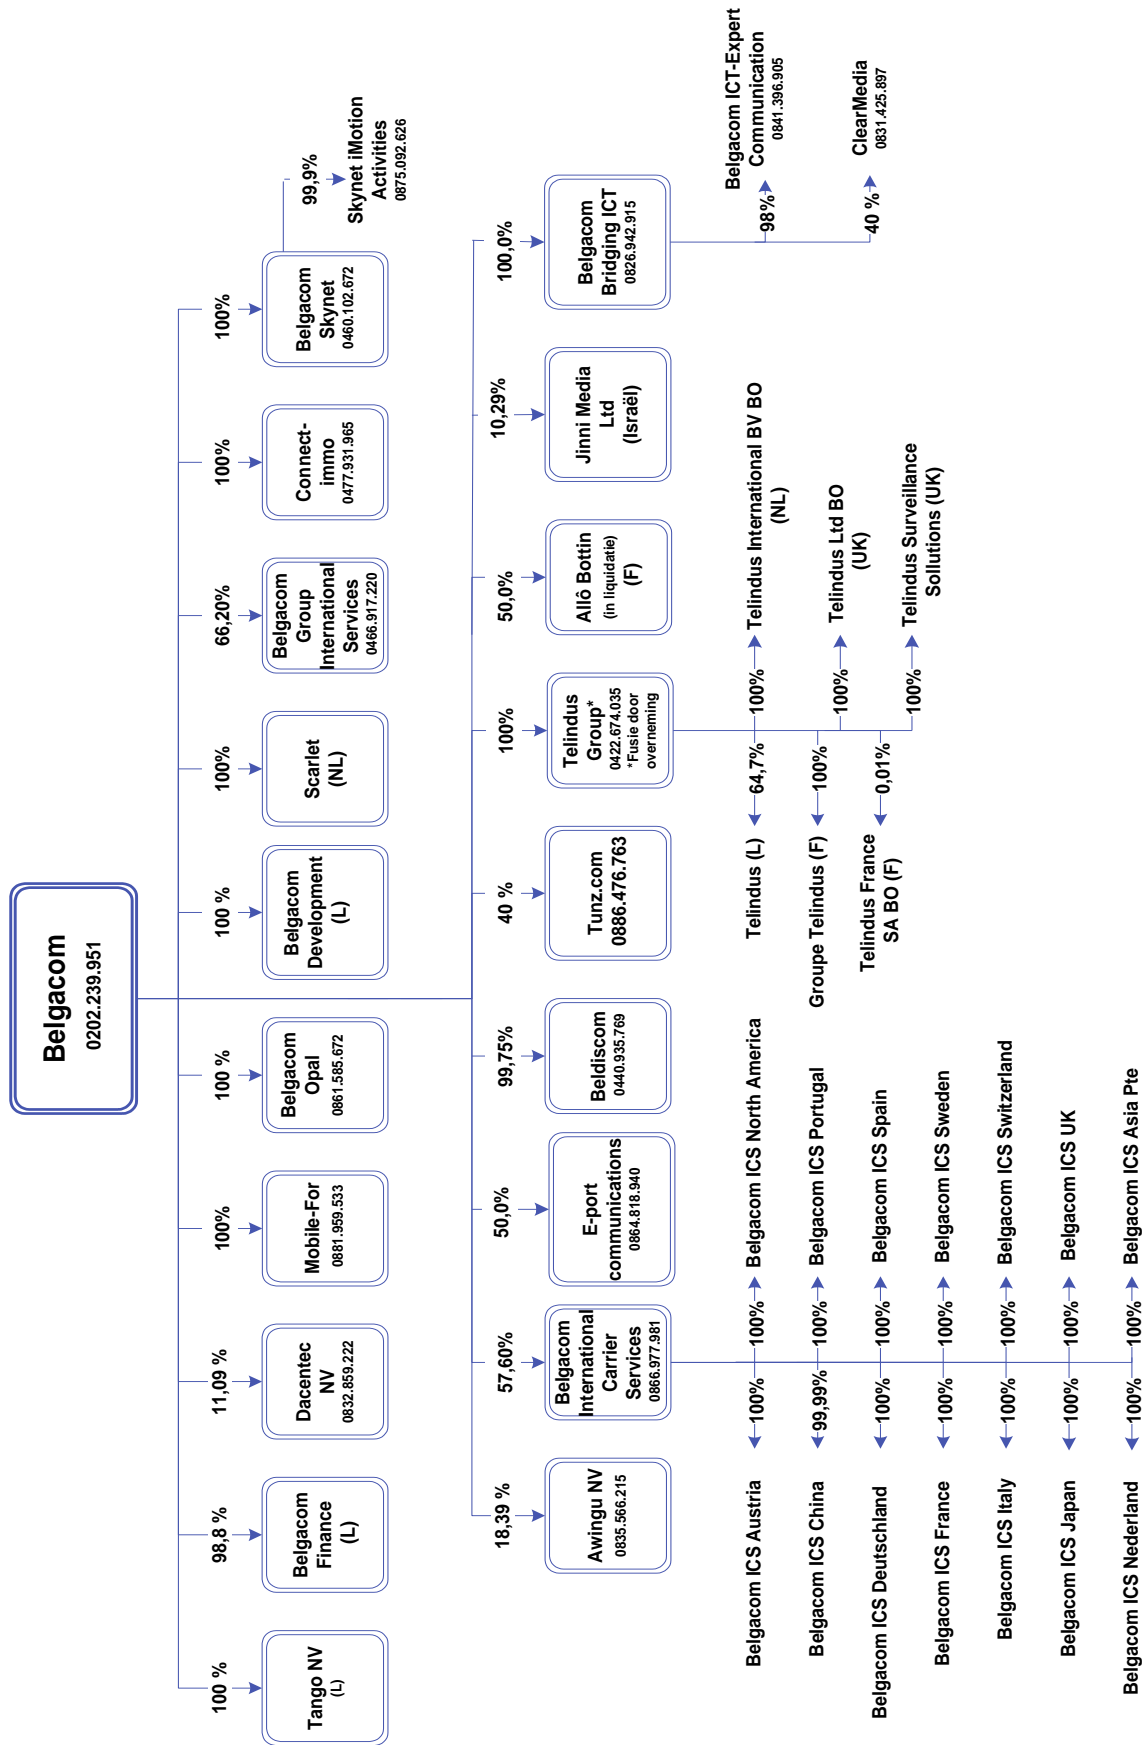 Belgacom
0202.239.951
100 %
98,8 %
11,09 %
100%
100 %
100 %
100%
66,20%
100%
100%
Tango NV
(L)
Belgacom
Finance
(L)
Dacentec
NV
0832.859.222
Mobile-For
0881.959.533
Belgacom
Opal
0861.585.672
Belgacom
Development
(L)
Scarlet
(NL)
Belgacom
Group
International
Services
0466.917.220
Connect-
immo
0477.931.965
Belgacom
Skynet
0460.102.672
99,9%
Skynet iMotion
Activities
0875.092.626
18,39 %
57,60%
50,0%
99,75%
40 %
100%
50,0%
10,29%
100,0%
Awingu NV
0835.566.215
Belgacom
International
Carrier
Services
0866.977.981
E-port
communications
0864.818.940
Beldiscom
0440.935.769
Tunz.com
0886.476.763
Telindus
Group*
0422.674.035
*Fusie door
overneming
Allô Bottin
(in liquidatie)
(F)
Jinni Media
Ltd
(Israël)
Belgacom
Bridging ICT
0826.942.915
Belgacom ICS Austria
100%
100%
Belgacom ICS North America
Belgacom ICS China
99,99%
100%
Belgacom ICS Portugal
Belgacom ICS Deutschland
100%
100%
Belgacom ICS Spain
Belgacom ICS France
100%
100%
Belgacom ICS Sweden
Belgacom ICS Italy
100%
100%
Belgacom ICS Switzerland
Belgacom ICS Japan
100%
100%
Belgacom ICS UK
Belgacom ICS Nederland
100%
100%
Belgacom ICS Asia Pte
Telindus (L)
64,7%
100%
Telindus International BV BO
(NL)
Groupe Telindus (F)
100%
100%
Telindus Ltd BO
(UK)
Telindus France
SA BO (F)
0,01%
100%
Telindus Surveillance
Sollutions (UK)
98%
Belgacom ICT-Expert
Communication
0841.396.905
40 %
ClearMedia
0831.425.897